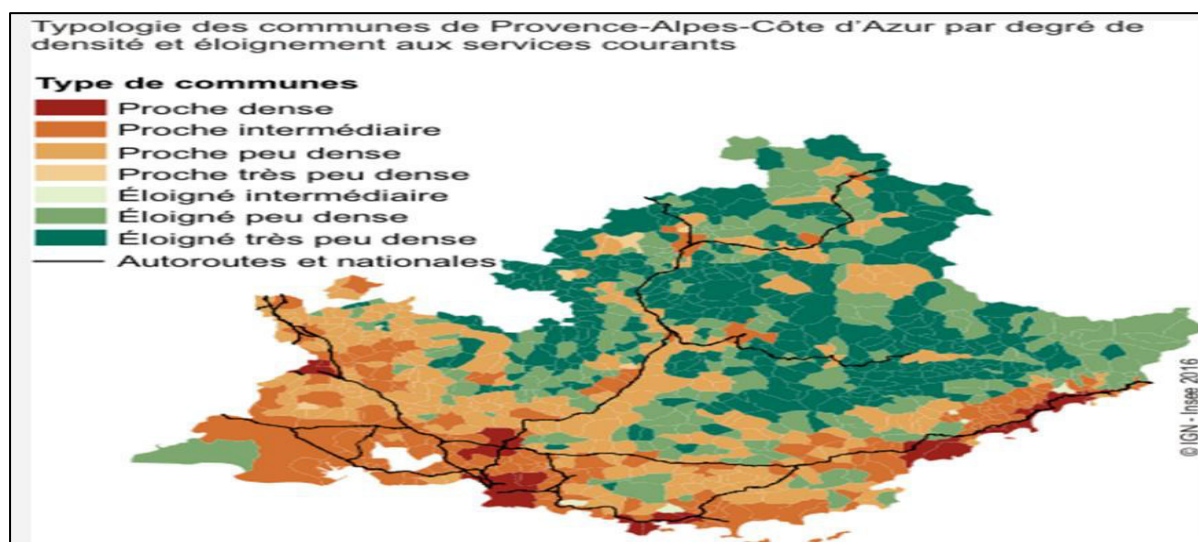 Typologie des communes de Provence-Alpes-Côte d'Azur par degré de
densité et éloignement aux services courants
Type de communes
Proche dense
Proche intermédiaire
Proche peu dense
Proche très peu dense
Éloigné intermédiaire
Éloigné peu dense
Éloigné très peu dense
Autoroutes et nationales
© IGN - Insee 2016